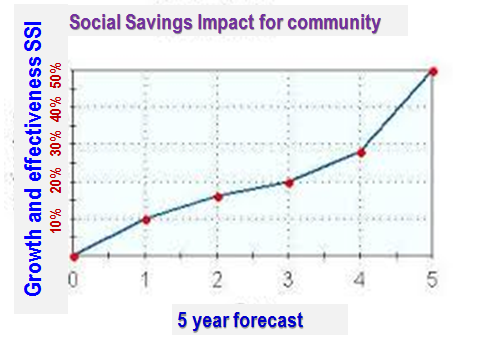 Social Savings Impact for community
Growth and effectiveness SSI
50%
40%
30%
20%
10%
0 1 2 3 4 5
5 year forecast